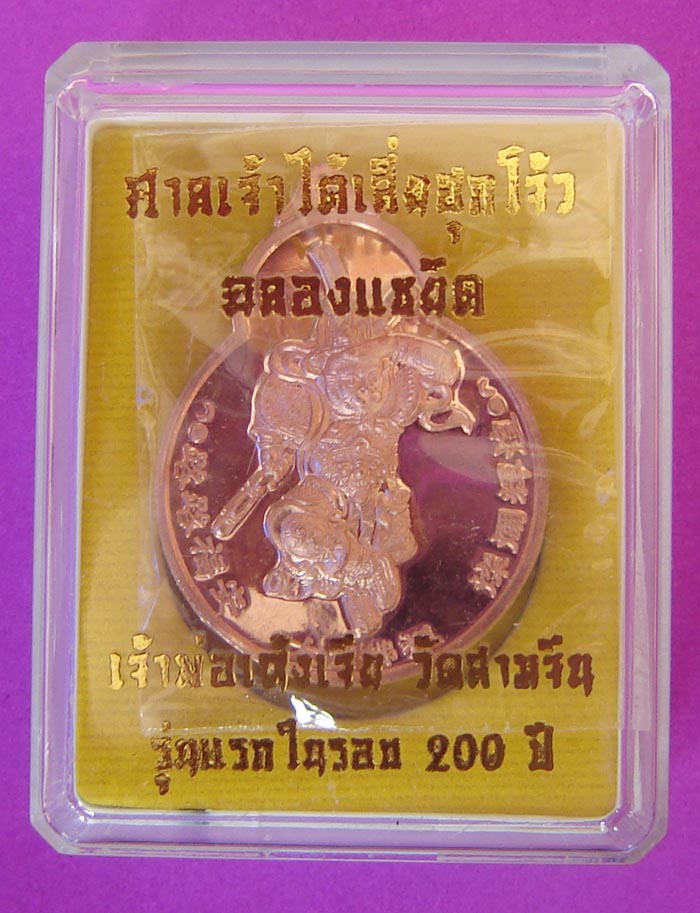 ศาลเจ้าไต้เสี่ยฮุกโจ้ว
ฉลองแซยิด
เจ้าพ่อเห้งเจีย วัดสามจีน
รุ่นแรกในรอบ 200 ปี